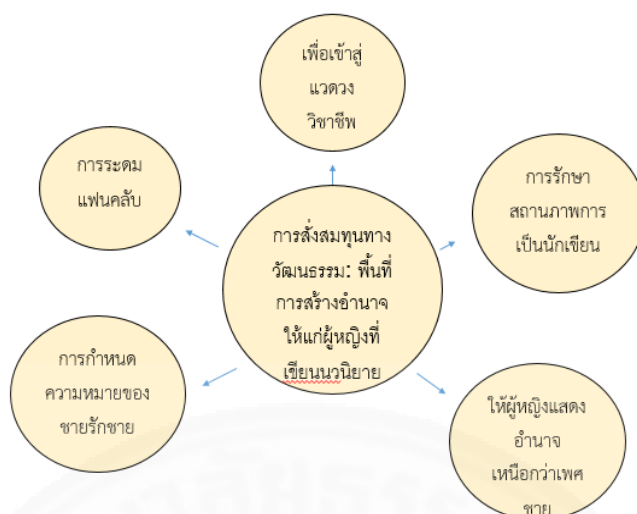 เพื่อเข้าสู่
แวดวง
วิชาชีพ
การระดม
แฟนคลับ
การรักษา
สถานภาพการ
เป็นนักเขียน
การสั่งสมทุนทาง
วัฒนธรรม: พื้นที่
การสร้างอำนาจ
ให้แก่ผู้หญิงที่
เขียนนวนิยาย
การกำหนด
ความหมายของ
ชายรักชาย
ให้ผู้หญิงแสดง
อำนาจ
เหนือกว่าเพศ
ชาย